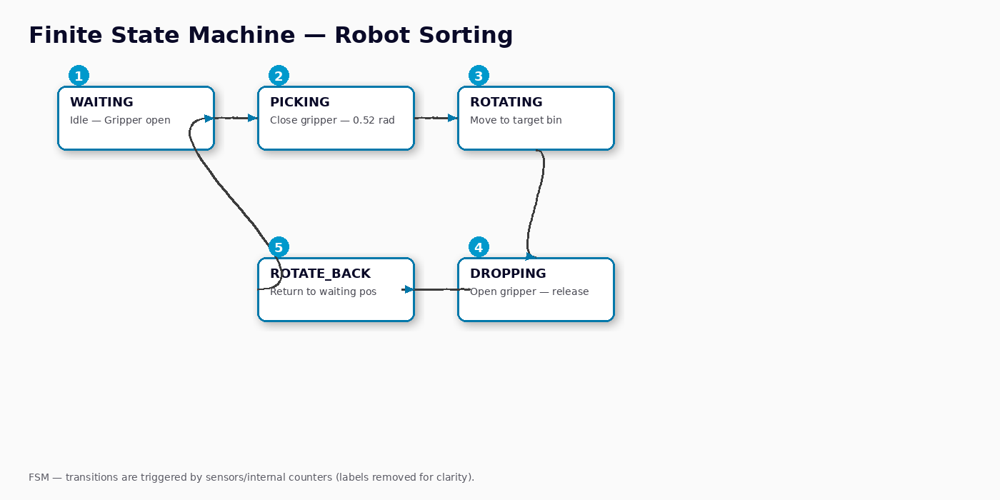 Finite State Machine — Robot Sorting
1
WAITING
Idle — Gripper open
2
PICKING
Close gripper — 0.52 rad
3
ROTATING
Move to target bin
4
DROPPING
Open gripper — release
5
ROTATE_BACK
Return to waiting pos
FSM — transitions are triggered by sensors/internal counters (labels removed for clarity).